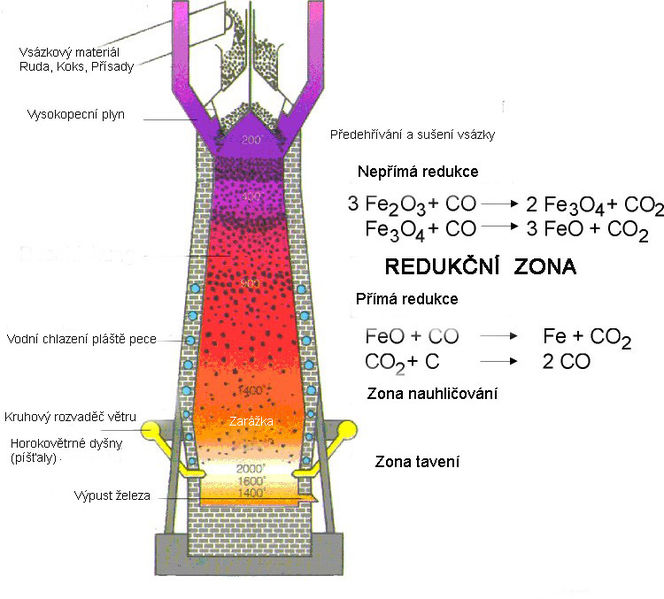 Vsázkový materiál
Ruda, Koks, Přísady
Vysokopecní plyn
Předehřívání a sušení vsázky
200°
Nepřímá redukce
400°
3 Fe₂O₃ + CO → 2 Fe₃O₄ + CO₂
Fe₃O₄ + CO → 3 FeO + CO₂
REDUKČNÍ ZONA
900°
Přímá redukce
Vodní chlazení pláště pece
FeO + CO → Fe + CO₂
CO₂ + C → 2 CO
1400°
Zona nauhličování
Kruhový rozvaděč větru
Zarážka
Horokovětrné dyšny
(píšťaly)
Zona tavení
2000°
1600°
1400°
Výpust železa